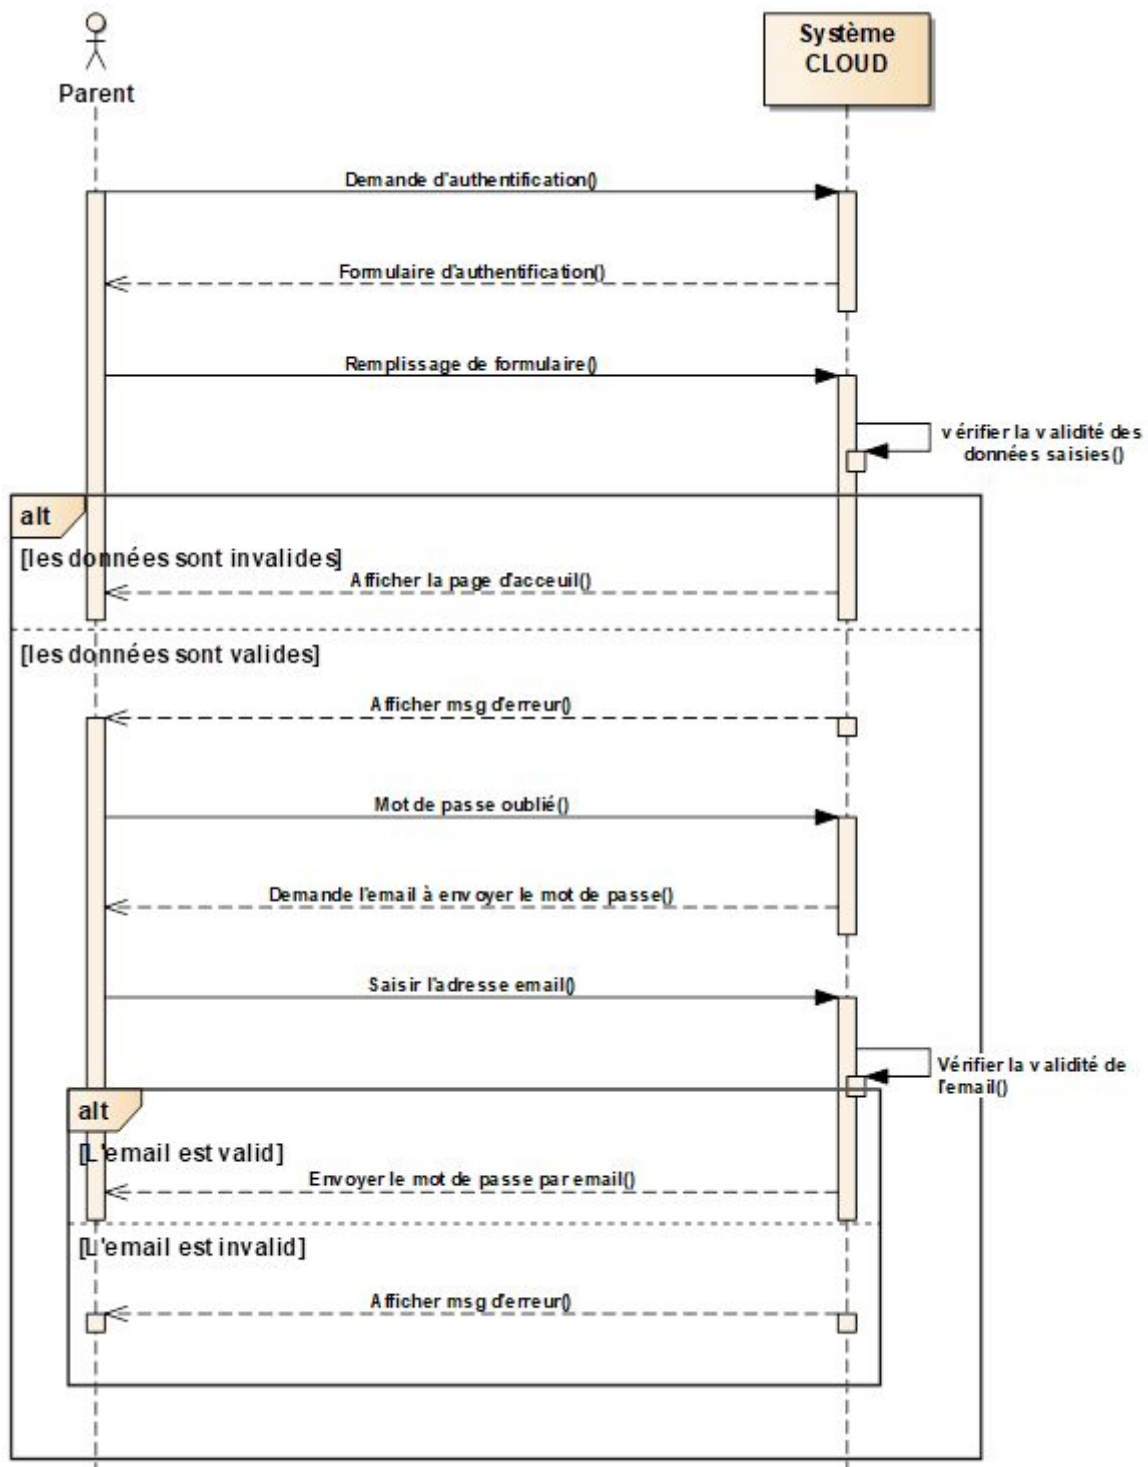 Parent
Système
CLOUD
Demande d'authentification()
Formulaire d'authentification()
Remplissage de formulaire()
vérifier la validité des
données saisies()
alt
[les données sont invalides]
Afficher la page d'acceuil()
[les données sont valides]
Afficher msg d'erreur()
Mot de passe oublié()
Demande l'email à envoyer le mot de passe()
Saisir l'adresse email()
Vérifier la validité de
l'email()
alt
[L'email est valid]
Envoyer le mot de passe par email()
[L'email est invalid]
Afficher msg d'erreur()